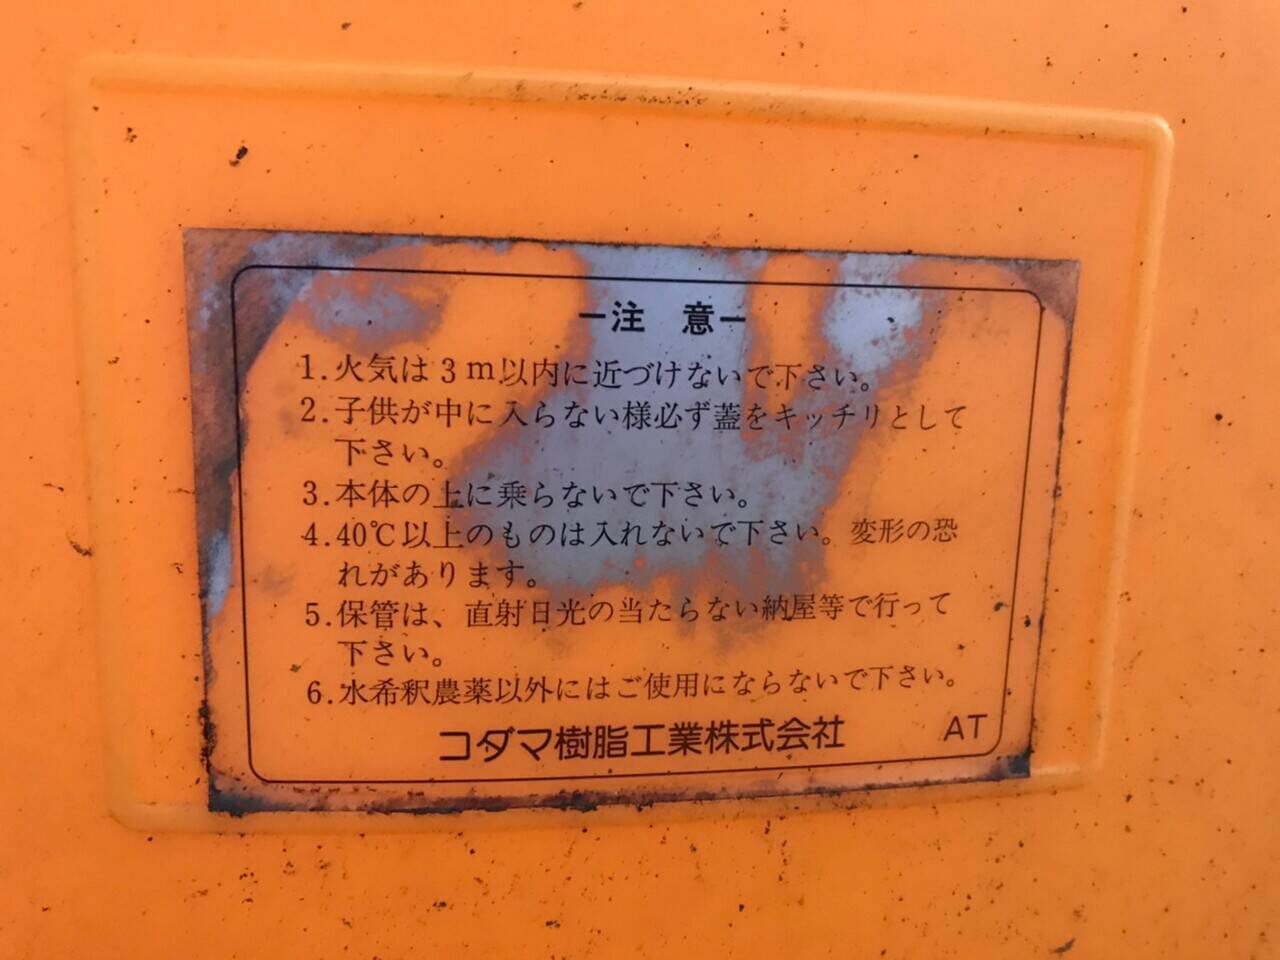 －注　意－
1.火気は3m以内に近づけないで下さい。
2.子供が中に入らない様必ず蓋をキッチリとして
下さい。
3.本体の上に乗らないで下さい。
4.40℃以上のものは入れないで下さい。変形の恐
れがあります。
5.保管は、直射日光の当たらない納屋等で行って
下さい。
6.水希釈農薬以外にはご使用にならないで下さい。
コダマ樹脂工業株式会社　AT